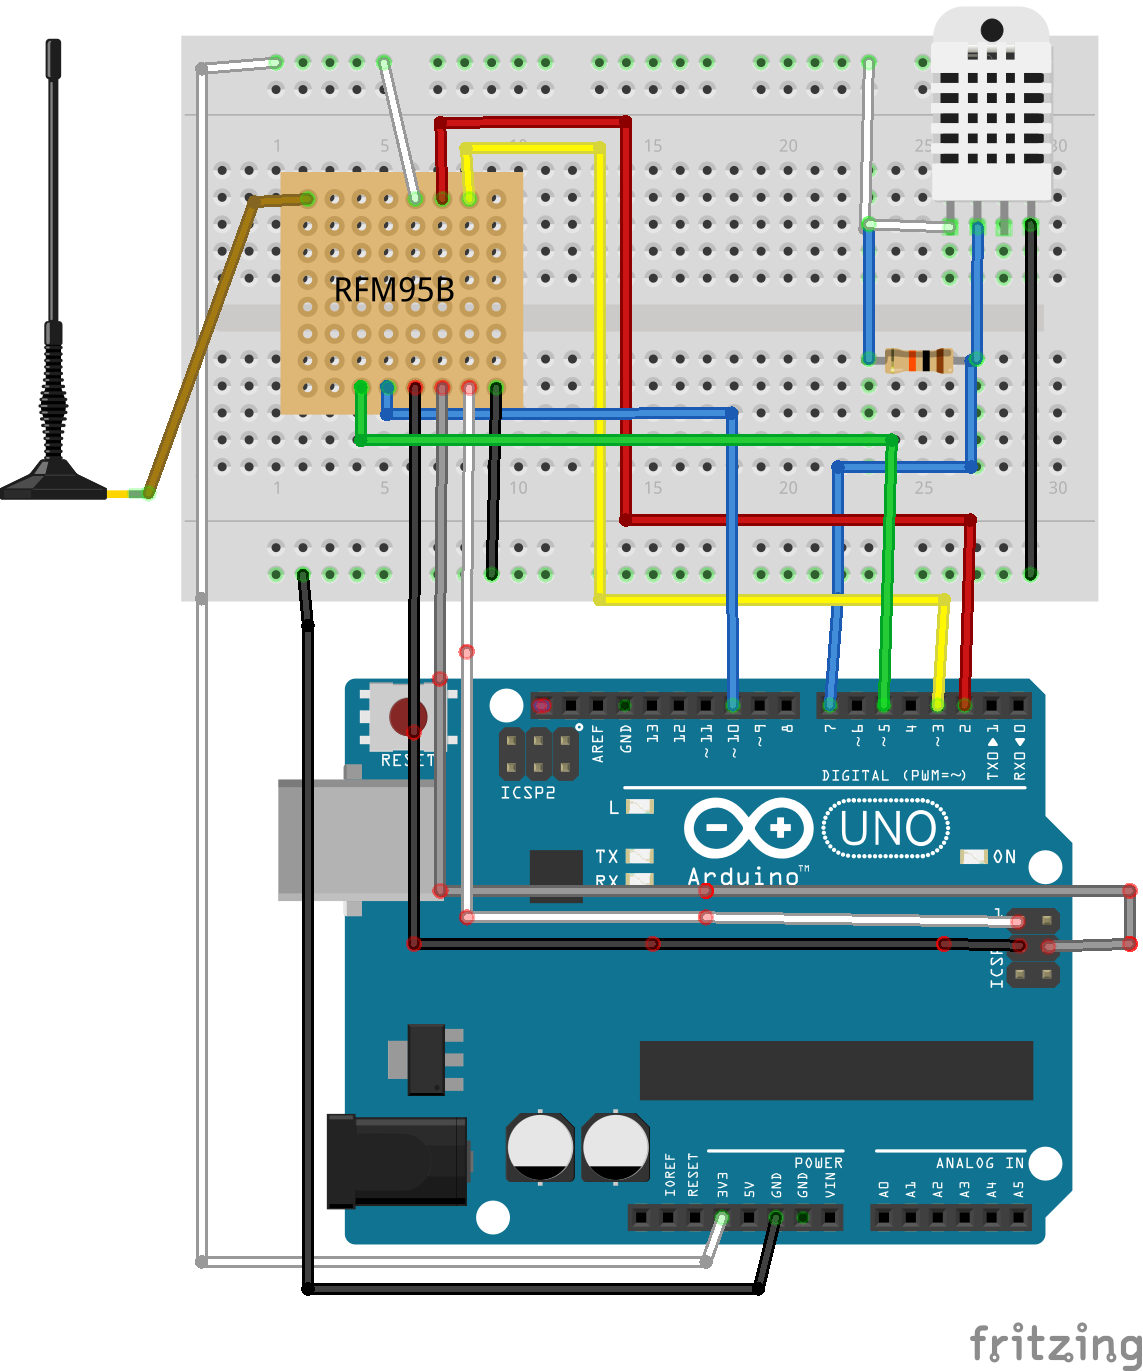 1 5 10 15 20 25 30
RFM95B
1 5 10 15 20 25 30
RESET
ICSP2
AREF
GND
13
12
~11
~10
~9
8
7
~6
~5
4
~3
2
TX0▶1
RX0◀0
DIGITAL (PWM=~)
L
TX
RX
Arduino™
UNO
ON
1
ICSP
IOREF
RESET
3V3
5V
GND
GND
VIN
POWER
A0
A1
A2
A3
A4
A5
ANALOG IN
fritzing